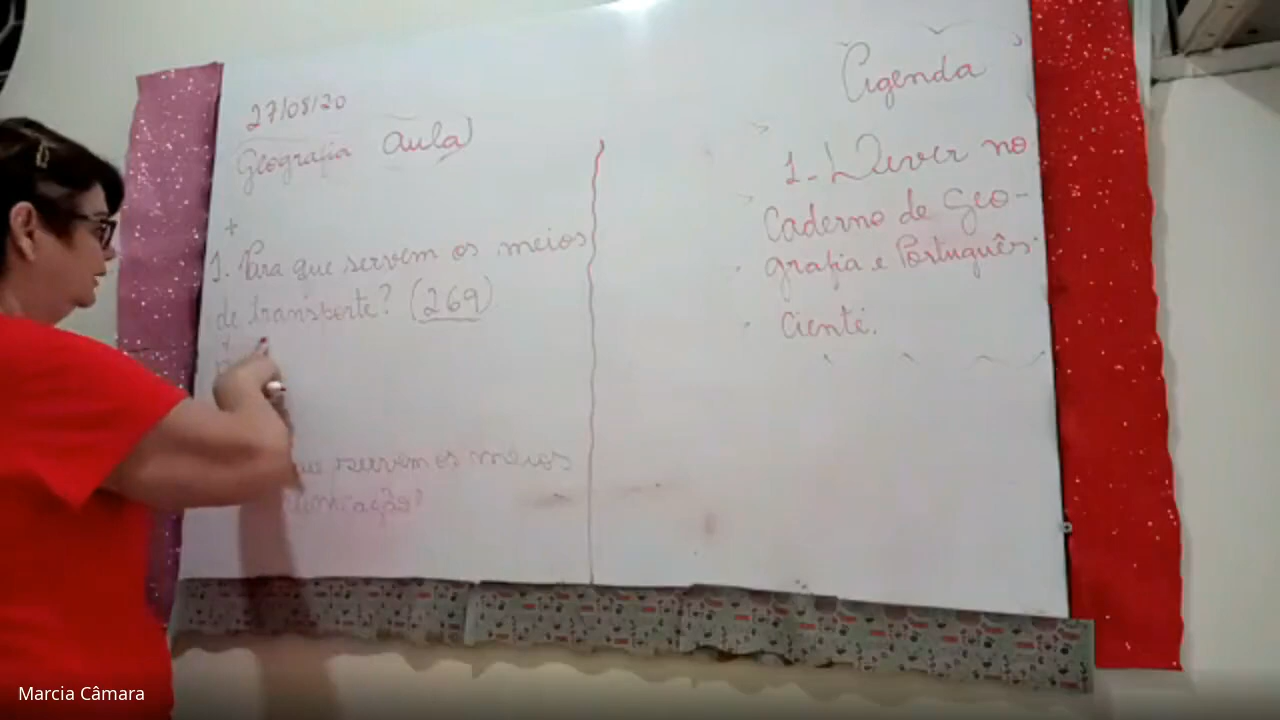 27/08/20
Geografia aula
1. Para que servem os meios
de transporte? (269)
que servem os meios
Agenda
1- Dever no
Caderno de Geo-
grafia e Português.
Ciente.
Marcia Câmara